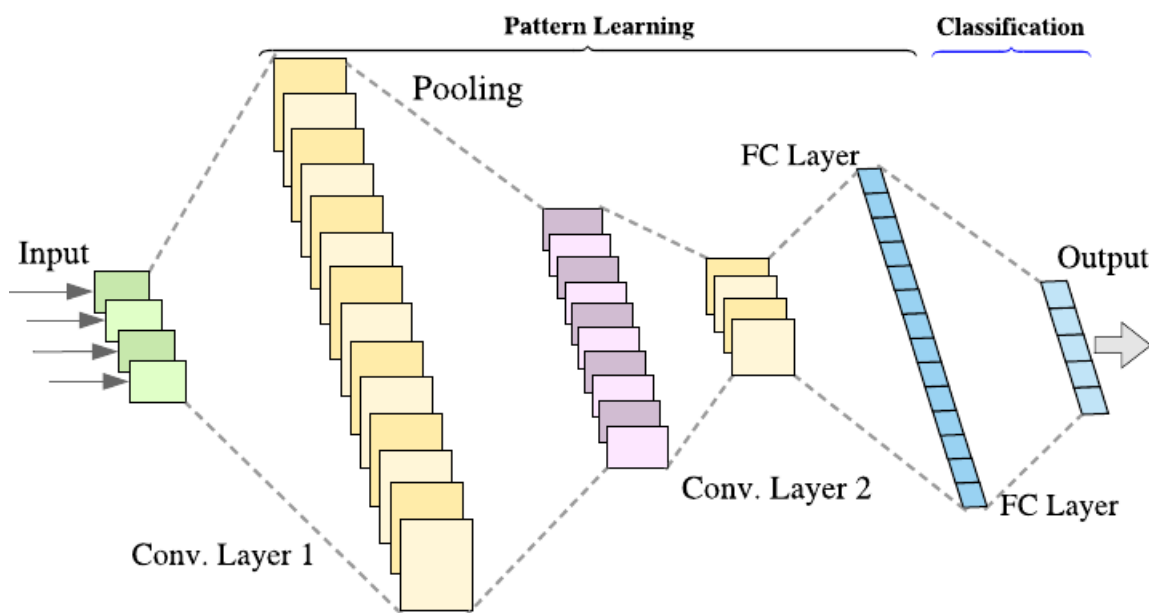 Pattern Learning
Classification
Pooling
FC Layer
Input
Output
Conv. Layer 2
FC Layer
Conv. Layer 1